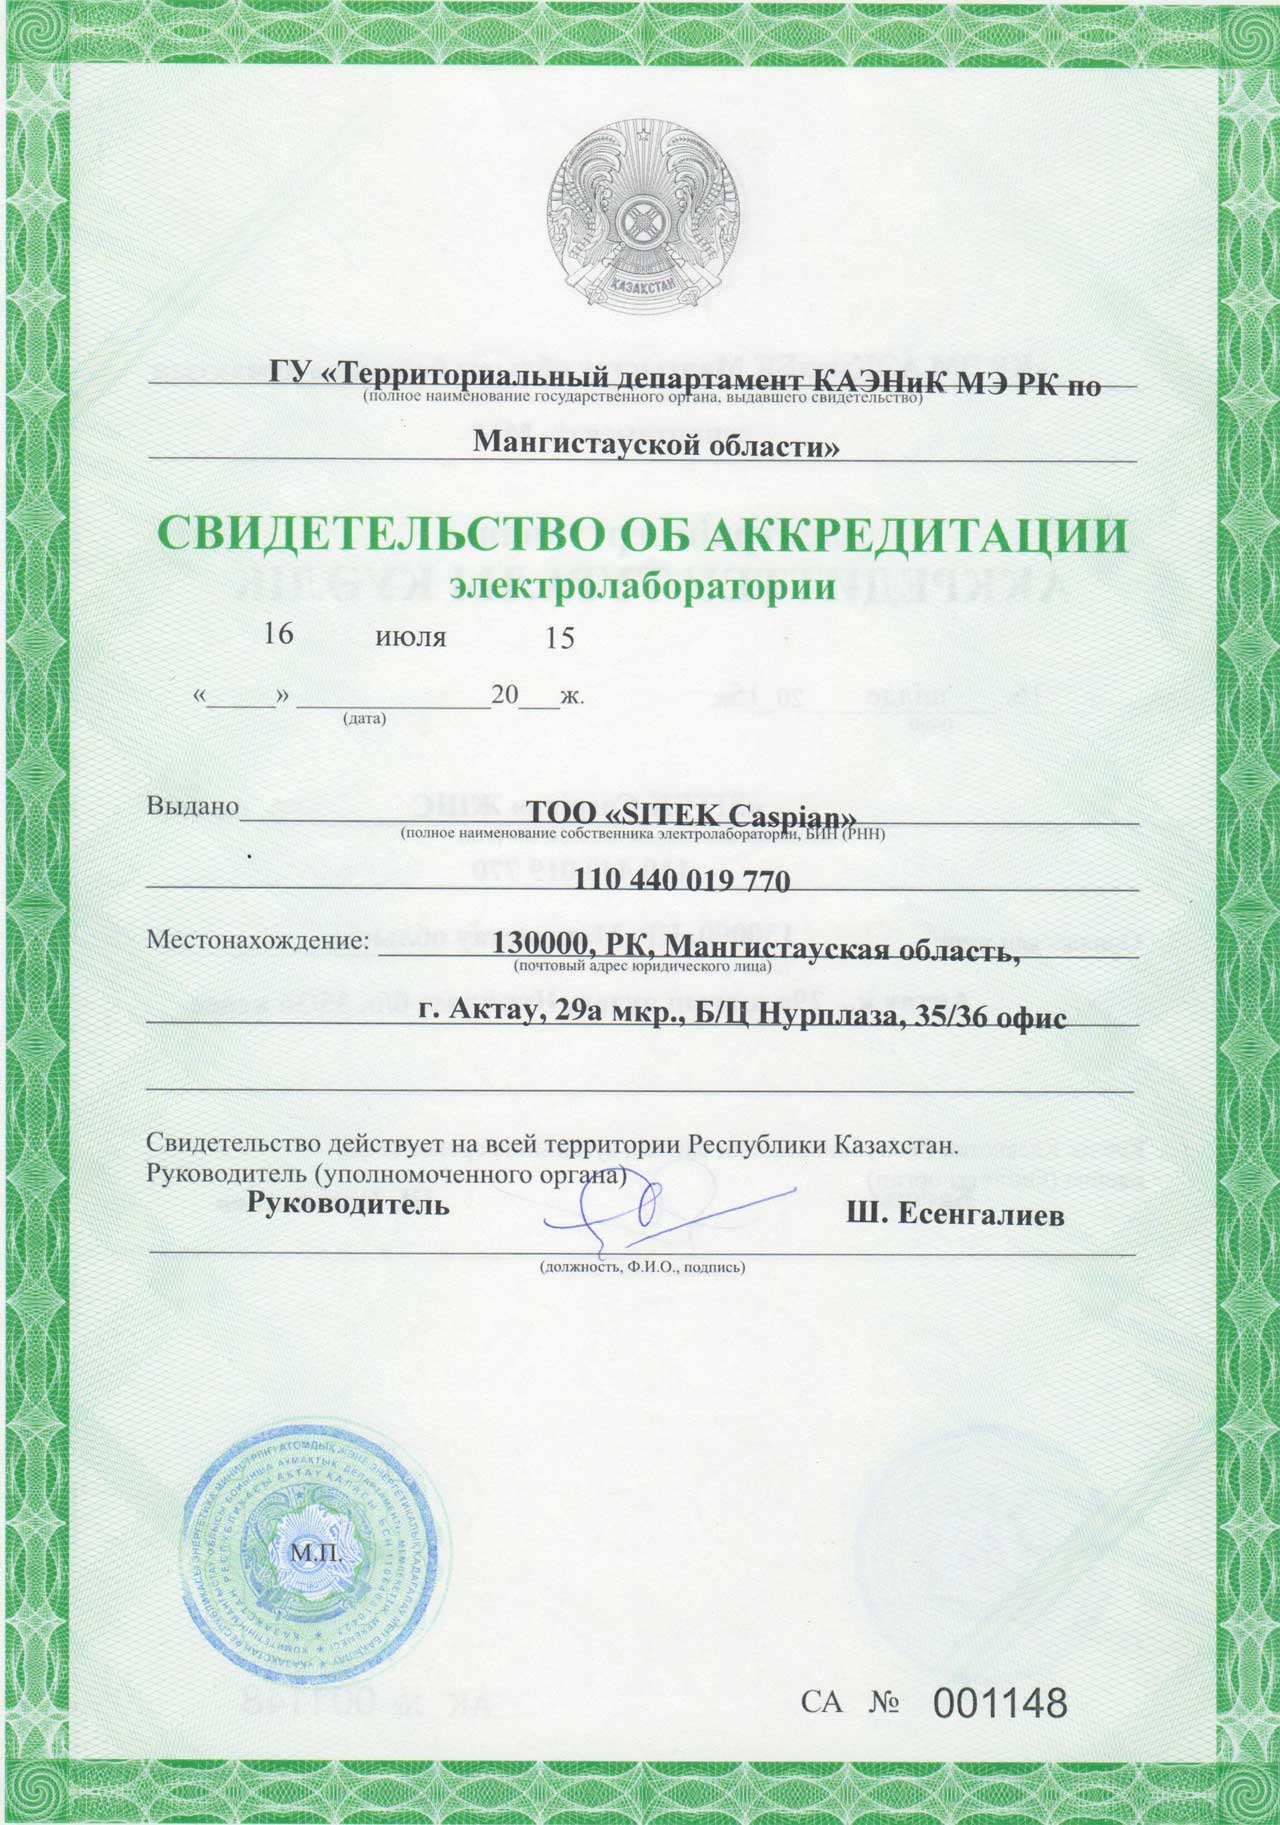 ҚАЗАҚСТАН
ГУ «Территориальный департамент КАЭНиК МЭ РК по
(полное наименование государственного органа, выдавшего свидетельство)
Мангистауской области»
СВИДЕТЕЛЬСТВО ОБ АККРЕДИТАЦИИ
электролаборатории
16 июля 15
«_____» ______________20___ж.
(дата)
Выдано ТОО «SITEK Caspian»
(полное наименование собственника электролаборатории, БИН (РНН)
110 440 019 770
Местонахождение: 130000, РК, Мангистауская область,
(почтовый адрес юридического лица)
г. Актау, 29а мкр., Б/Ц Нурплаза, 35/36 офис
Свидетельство действует на всей территории Республики Казахстан.
Руководитель (уполномоченного органа)
Руководитель Ш. Есенгалиев
(должность, Ф.И.О., подпись)
М.П.
СА № 001148